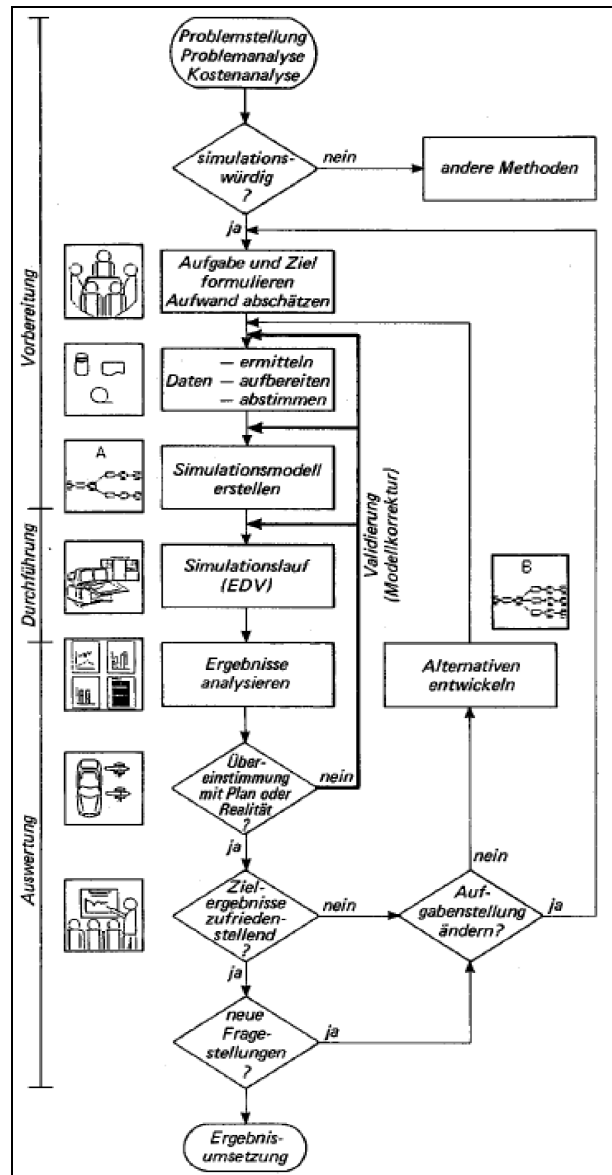 Problemstellung
Problemanalyse
Kostenanalyse
simulations-
würdig
?
nein
andere Methoden
ja
Aufgabe und Ziel
formulieren
Aufwand abschätzen
Vorbereitung
— ermitteln
Daten — aufbereiten
— abstimmen
A
Simulationsmodell
erstellen
Validierung
(Modellkorrektur)
Durchführung
Simulationslauf
(EDV)
B
Ergebnisse
analysieren
Alternativen
entwickeln
Über-
einstimmung
mit Plan oder
Realität
?
nein
ja
Auswertung
nein
Ziel-
ergebnisse
zufrieden-
stellend
?
nein
Auf-
gabenstellung
ändern?
ja
ja
neue
Frage-
stellungen
?
ja
Ergebnis-
umsetzung